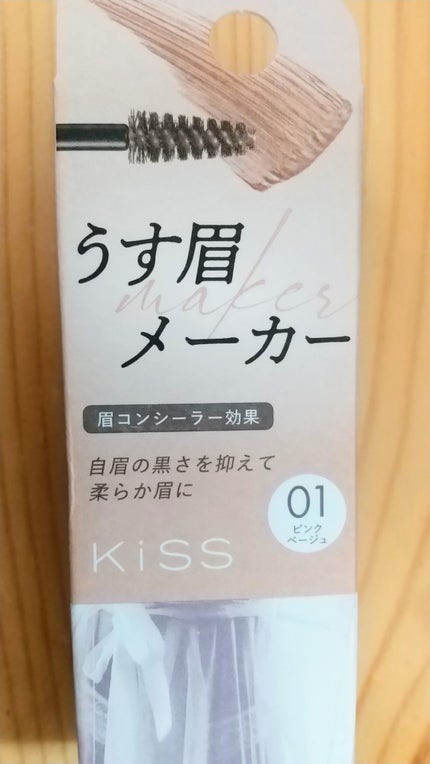 うす眉
maker
メーカー
眉コンシーラー効果
自眉の黒さを抑えて
柔らか眉に
01
ピンク
ベージュ
KiSS